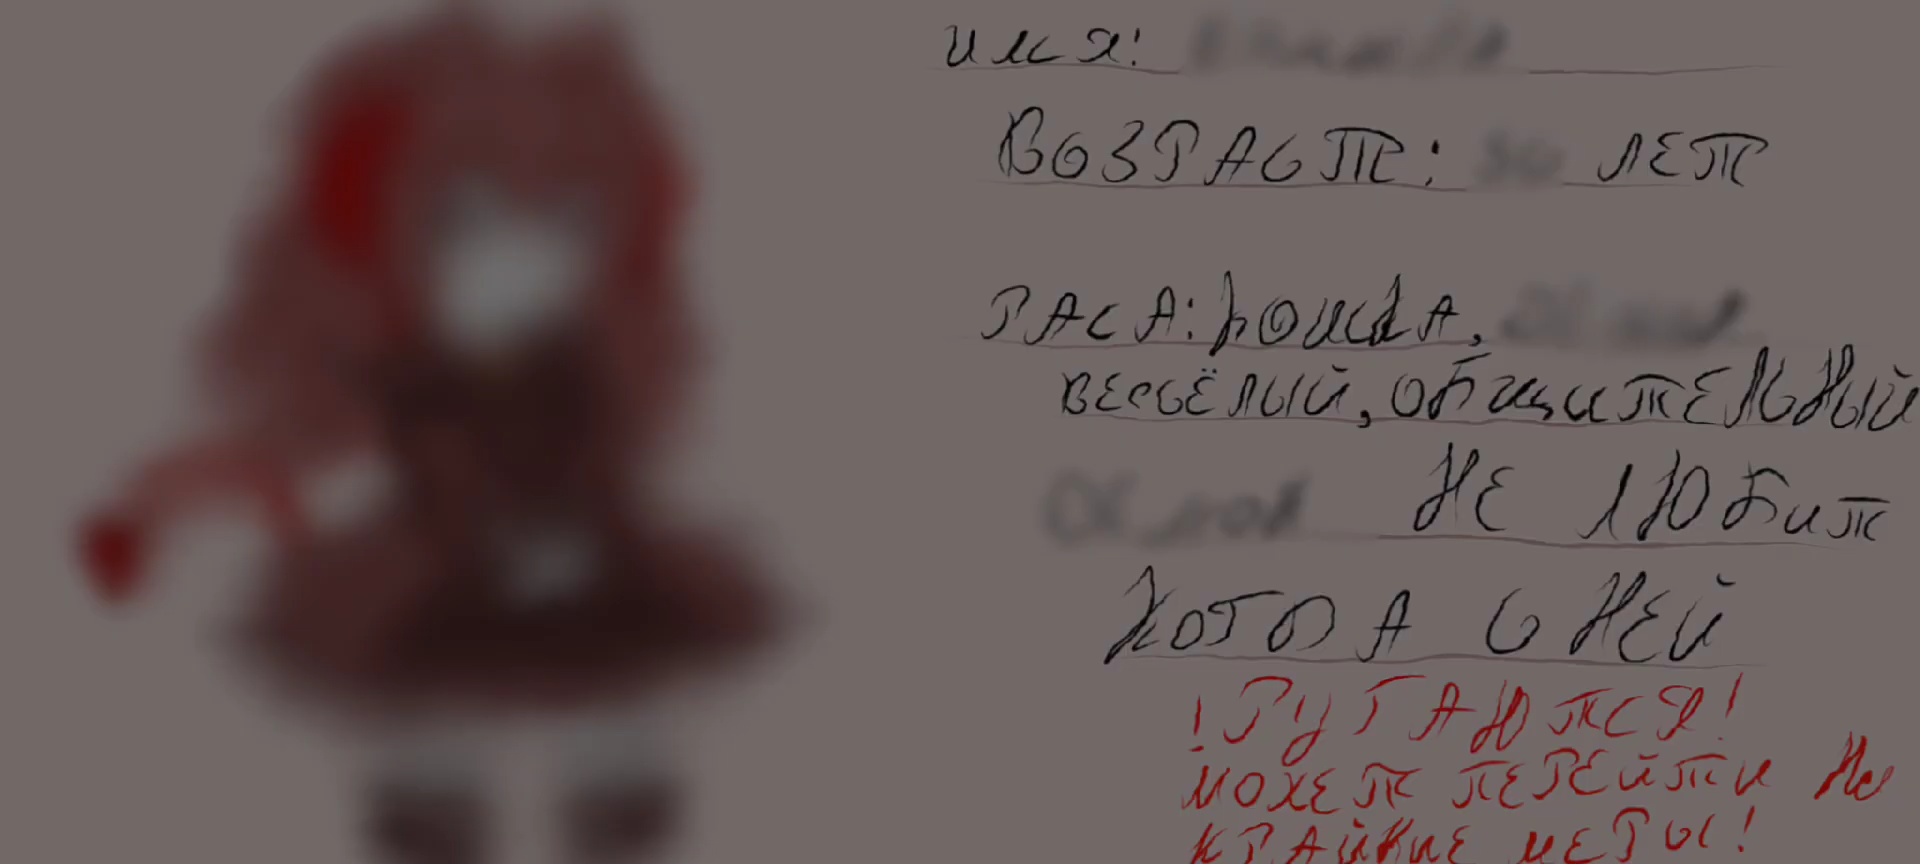 имя:
ВОЗРАСТ: ЛЕТ
РАСА: КОШКА,
ВЕСЁЛЫЙ, ОБЩИТЕЛЬНЫЙ
НЕ ЛЮБИТ
КОГДА С НЕЙ
! РУГАЮТСЯ!
МОЖЕТ ПЕРЕЙТИ НА
КРАЙНИЕ МЕРЫ!